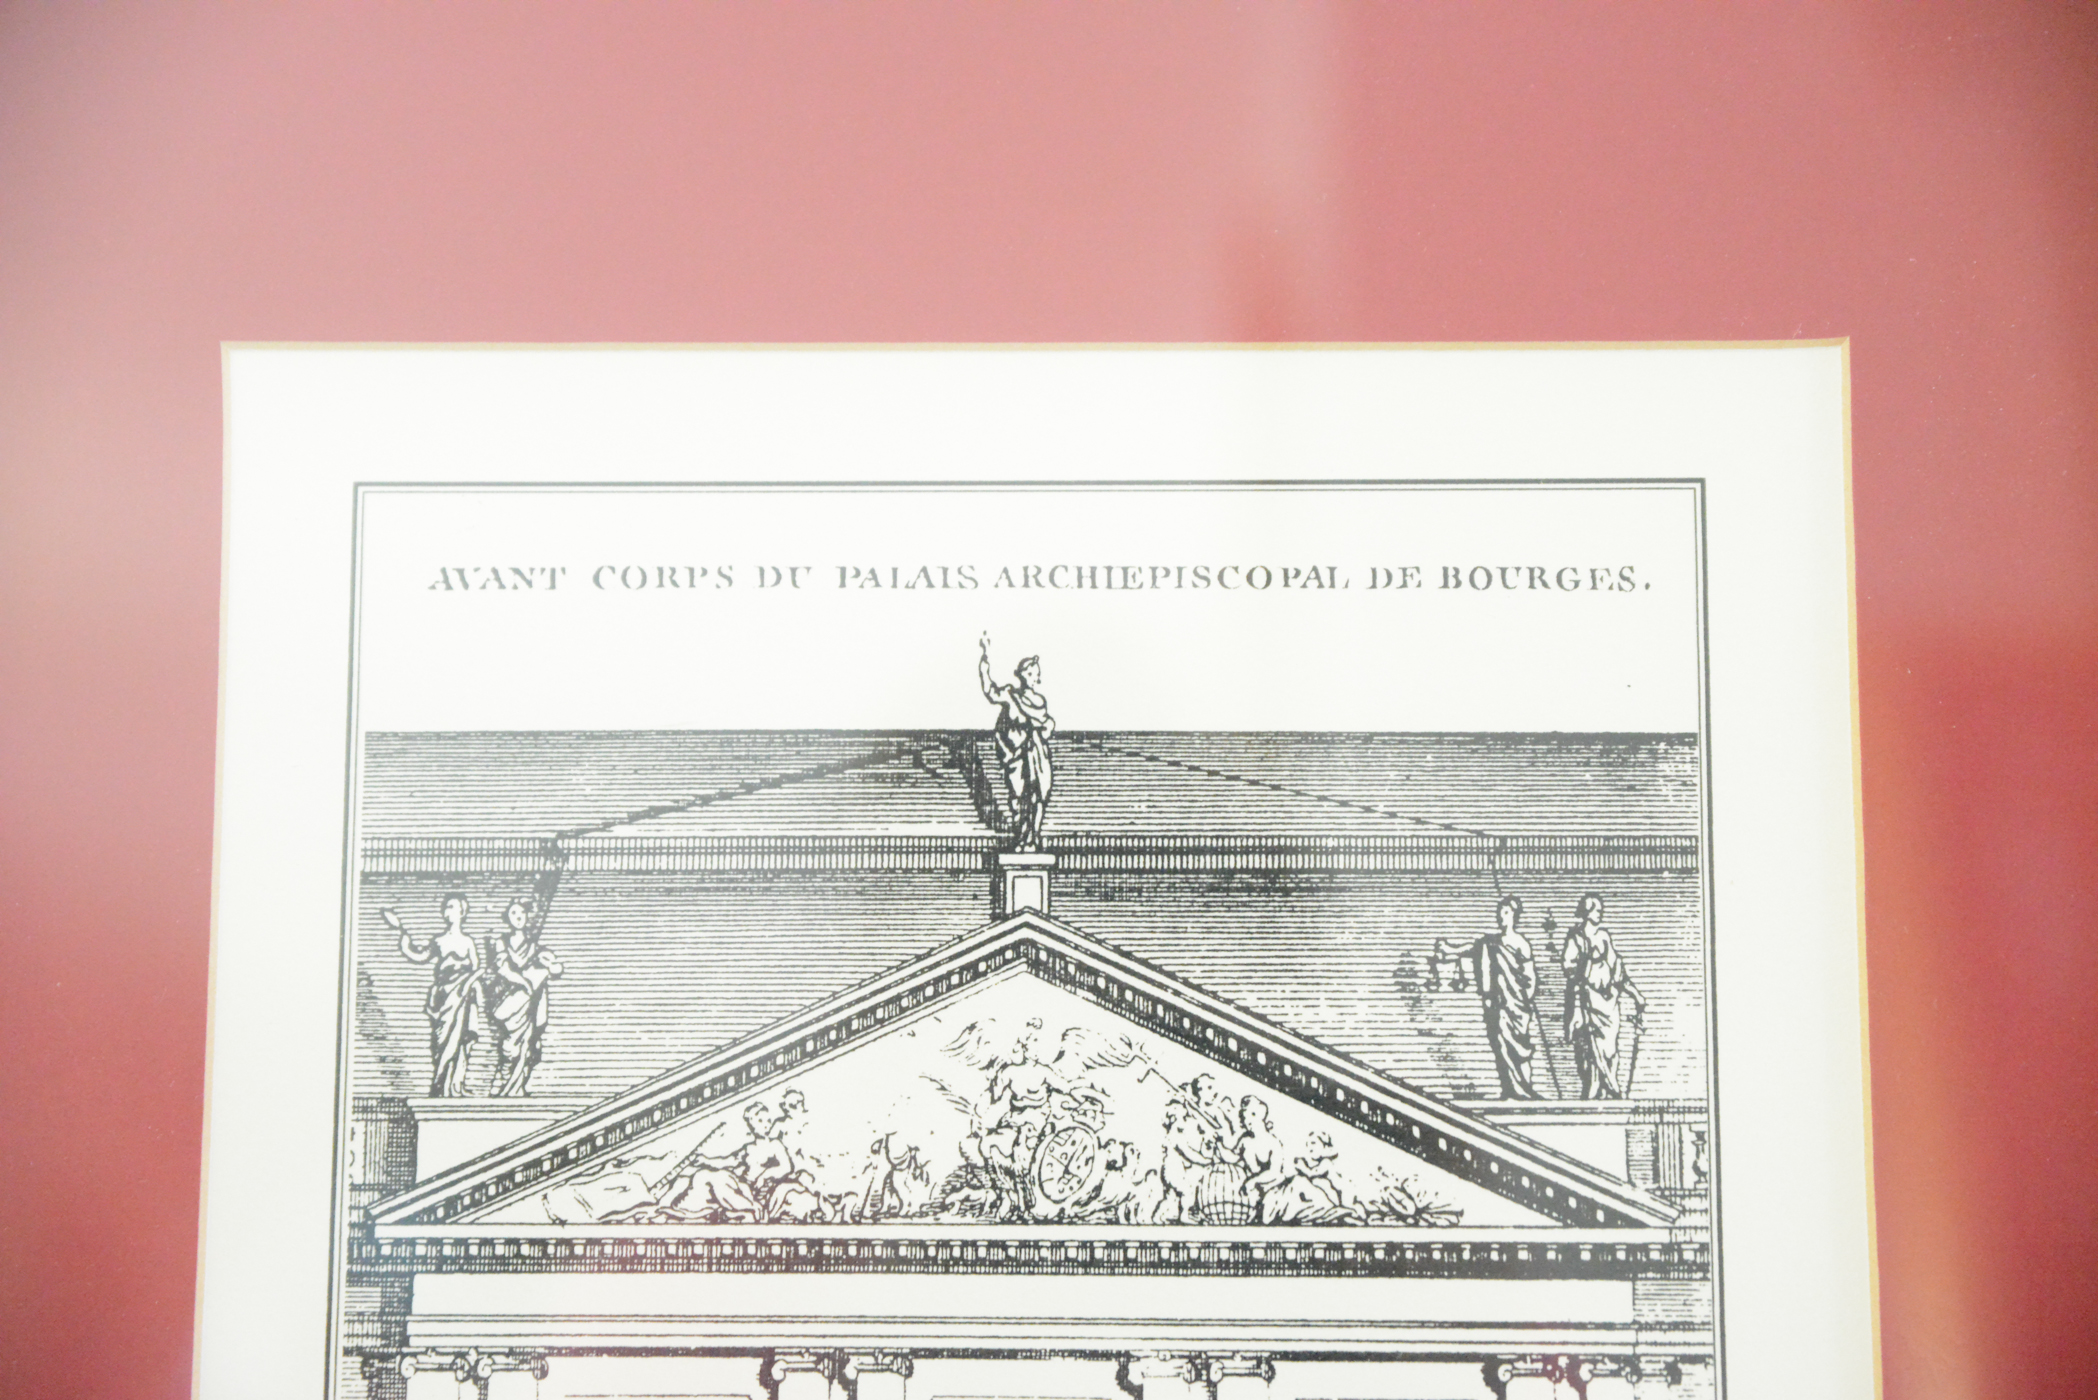 AVANT CORPS DU PALAIS ARCHIEPISCOPAL DE BOURGES.